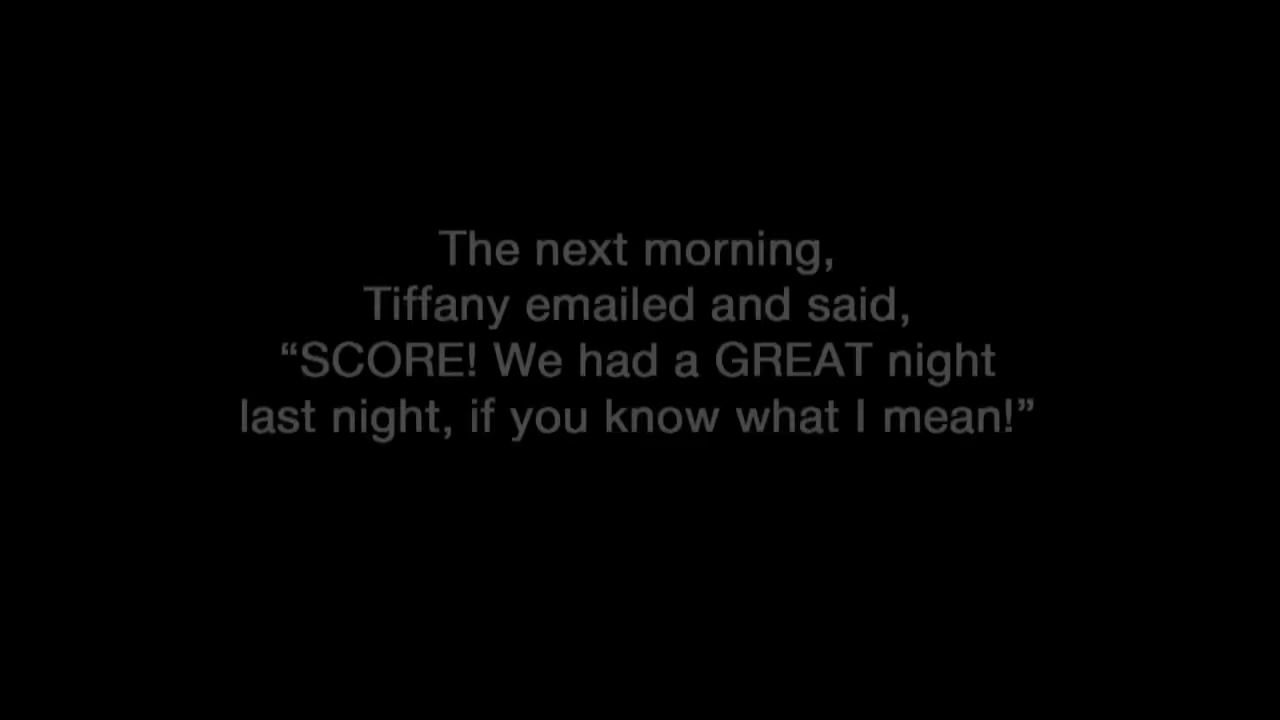 The next morning,
Tiffany emailed and said,
“SCORE! We had a GREAT night
last night, if you know what I mean!”